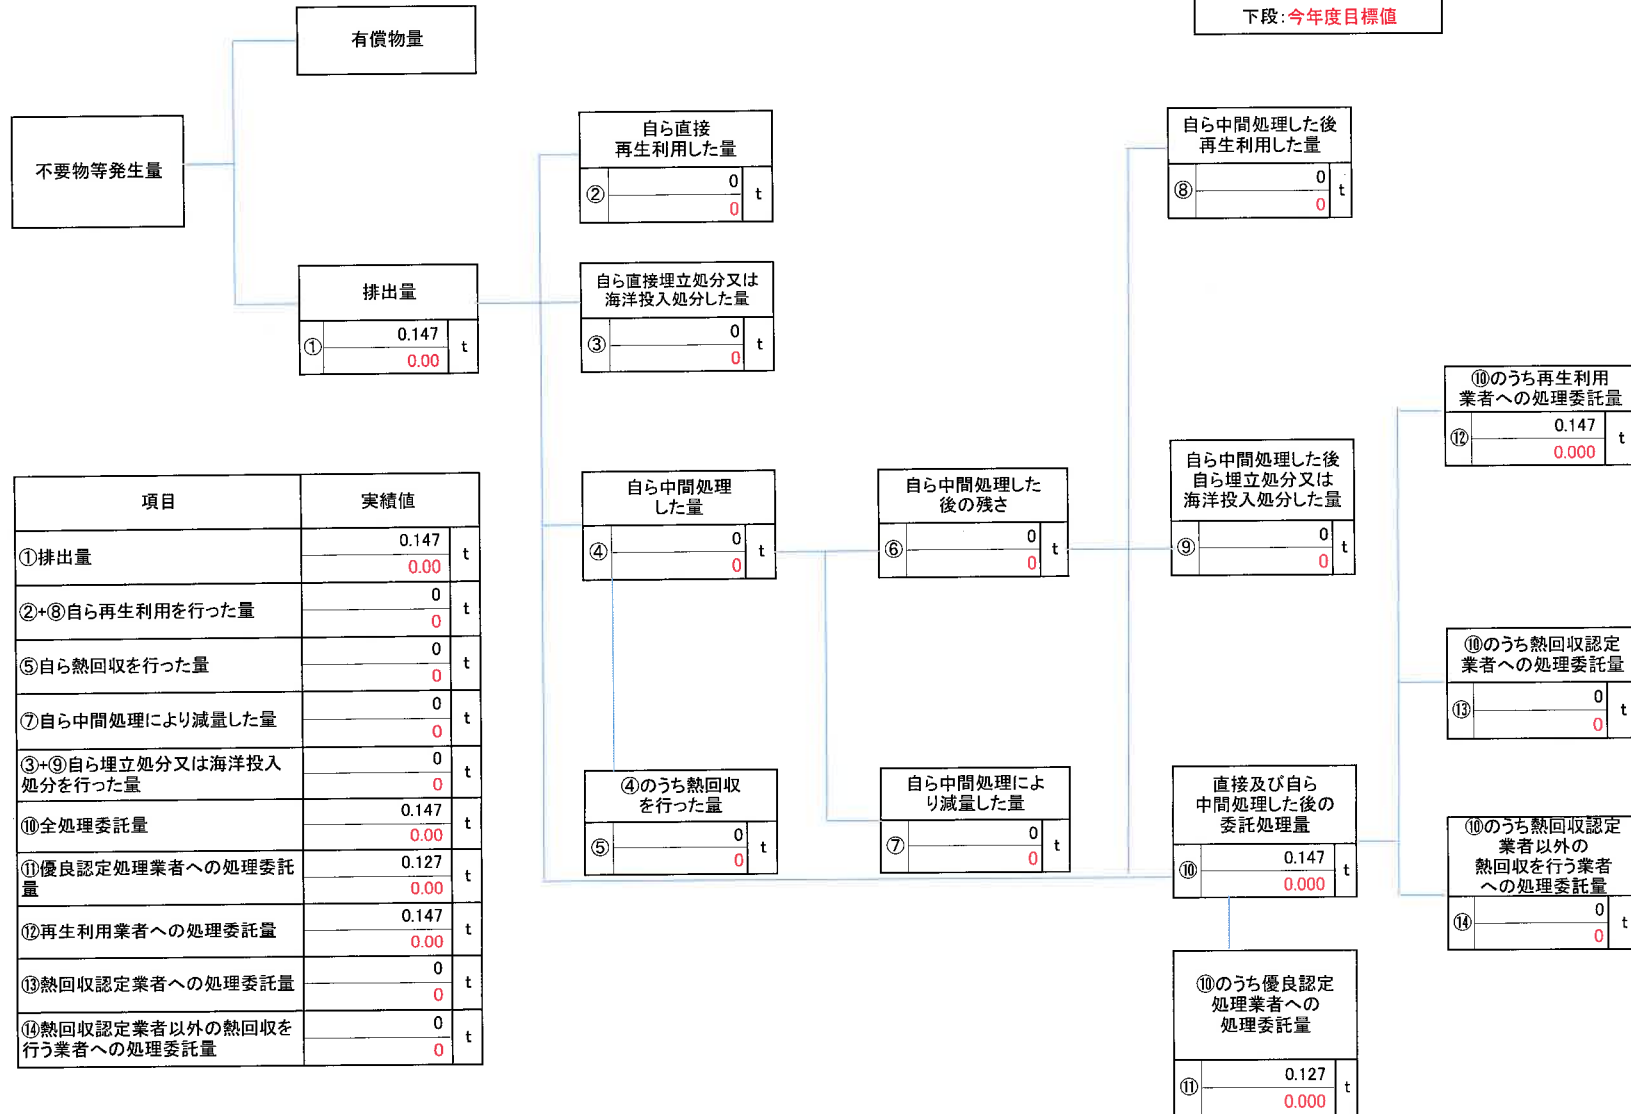 下段:今年度目標値
有償物量
不要物等発生量
排出量
①
0.147
0.00
t
自ら直接
再生利用した量
②
0
0
t
自ら直接埋立処分又は
海洋投入処分した量
③
0
0
t
自ら中間処理
した量
④
0
0
t
④のうち熱回収
を行った量
⑤
0
0
t
自ら中間処理した
後の残さ
⑥
0
0
t
自ら中間処理によ
り減量した量
⑦
0
0
t
自ら中間処理した後
再生利用した量
⑧
0
0
t
自ら中間処理した後
自ら埋立処分又は
海洋投入処分した量
⑨
0
0
t
直接及び自ら
中間処理した後の
委託処理量
⑩
0.147
0.000
t
⑩のうち優良認定
処理業者への
処理委託量
⑪
0.127
0.000
t
⑩のうち再生利用
業者への処理委託量
⑫
0.147
0.000
t
⑩のうち熱回収認定
業者への処理委託量
⑬
0
0
t
⑩のうち熱回収認定
業者以外の
熱回収を行う業者
への処理委託量
⑭
0
0
t
項目 実績値
①排出量 0.147 t
0.00
②+⑧自ら再生利用を行った量 0 t
0
⑤自ら熱回収を行った量 0 t
0
⑦自ら中間処理により減量した量 0 t
0
③+⑨自ら埋立処分又は海洋投入
処分を行った量 0 t
0
⑩全処理委託量 0.147 t
0.00
⑪優良認定処理業者への処理委託
量 0.127 t
0.00
⑫再生利用業者への処理委託量 0.147 t
0.00
⑬熱回収認定業者への処理委託量 0 t
0
⑭熱回収認定業者以外の熱回収を
行う業者への処理委託量 0 t
0